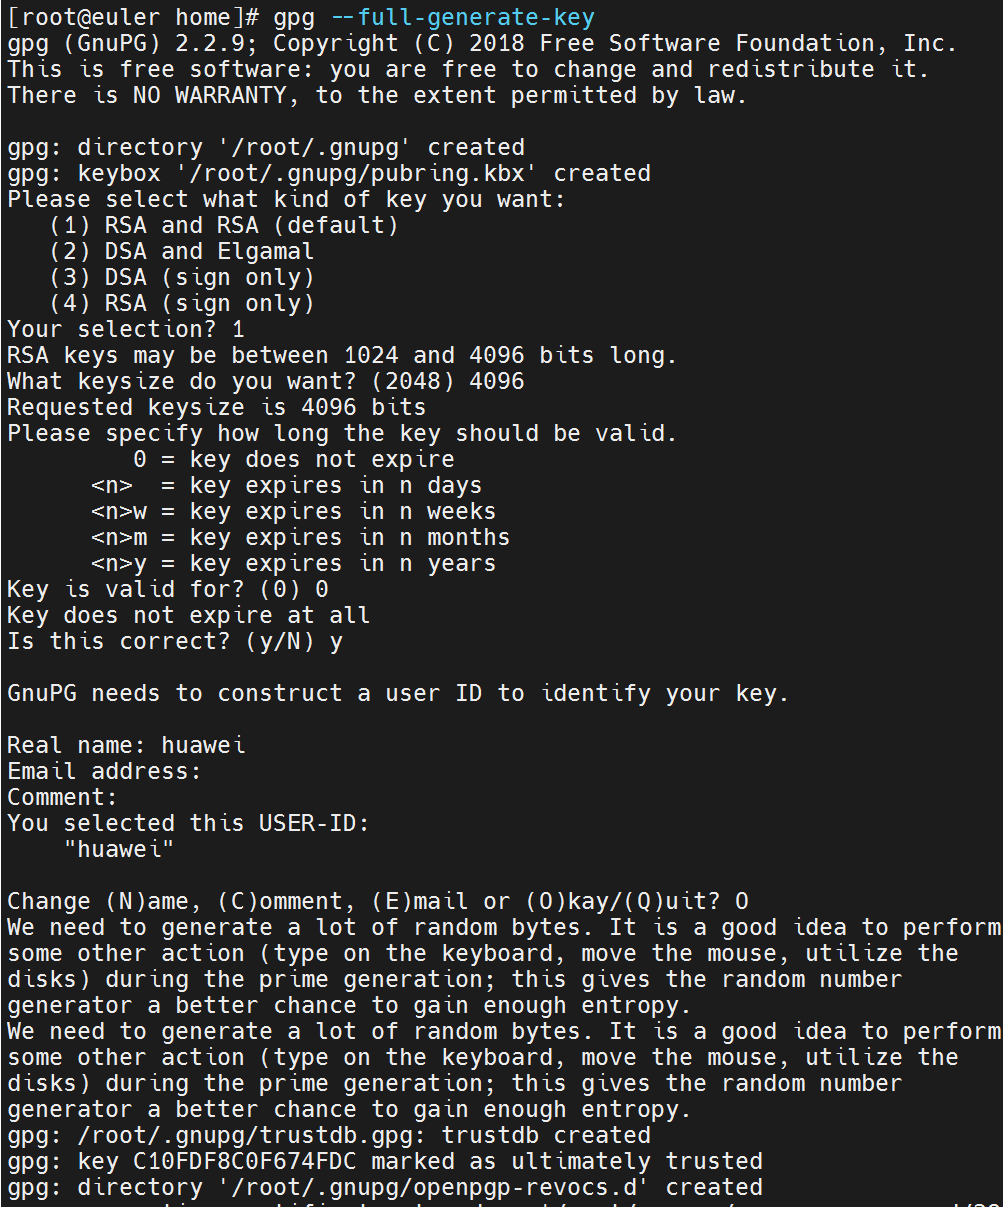 [root@euler home]# gpg --full-generate-key
gpg (GnuPG) 2.2.9; Copyright (C) 2018 Free Software Foundation, Inc.
This is free software: you are free to change and redistribute it.
There is NO WARRANTY, to the extent permitted by law.
gpg: directory '/root/.gnupg' created
gpg: keybox '/root/.gnupg/pubring.kbx' created
Please select what kind of key you want:
(1) RSA and RSA (default)
(2) DSA and Elgamal
(3) DSA (sign only)
(4) RSA (sign only)
Your selection? 1
RSA keys may be between 1024 and 4096 bits long.
What keysize do you want? (2048) 4096
Requested keysize is 4096 bits
Please specify how long the key should be valid.
0 = key does not expire
<n> = key expires in n days
<n>w = key expires in n weeks
<n>m = key expires in n months
<n>y = key expires in n years
Key is valid for? (0) 0
Key does not expire at all
Is this correct? (y/N) y
GnuPG needs to construct a user ID to identify your key.
Real name: huawei
Email address:
Comment:
You selected this USER-ID:
"huawei"
Change (N)ame, (C)omment, (E)mail or (O)kay/(Q)uit? O
We need to generate a lot of random bytes. It is a good idea to perform
some other action (type on the keyboard, move the mouse, utilize the
disks) during the prime generation; this gives the random number
generator a better chance to gain enough entropy.
We need to generate a lot of random bytes. It is a good idea to perform
some other action (type on the keyboard, move the mouse, utilize the
disks) during the prime generation; this gives the random number
generator a better chance to gain enough entropy.
gpg: /root/.gnupg/trustdb.gpg: trustdb created
gpg: key C10FDF8C0F674FDC marked as ultimately trusted
gpg: directory '/root/.gnupg/openpgp-revocs.d' created